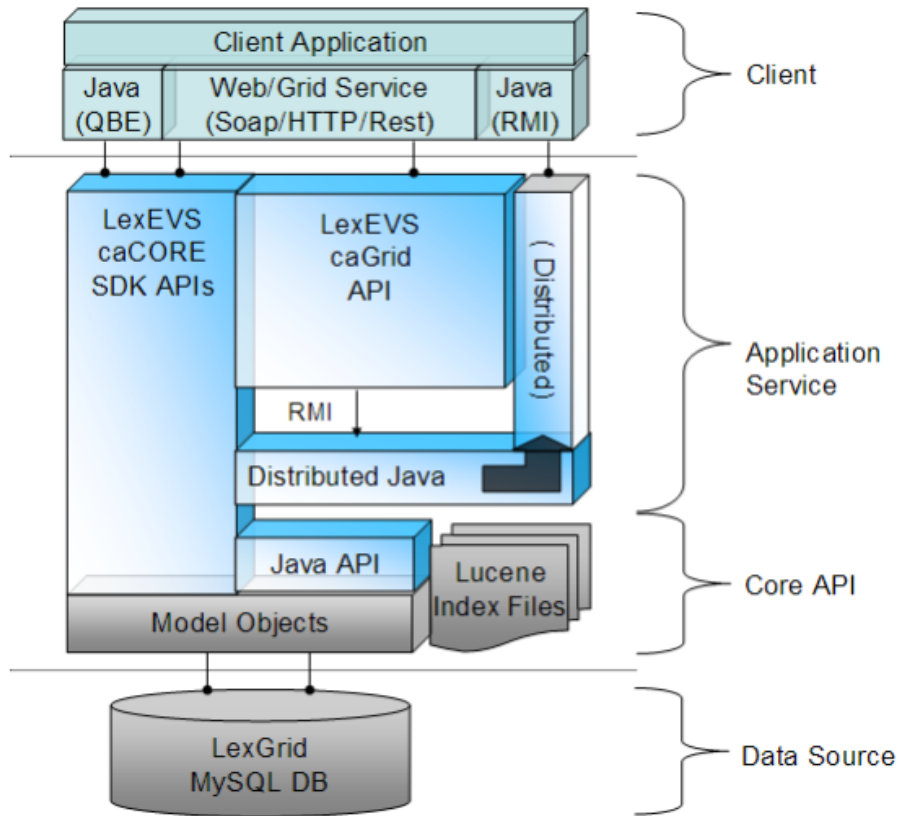 Client Application
Java
(QBE)
Web/Grid Service
(Soap/HTTP/Rest)
Java
(RMI)
Client
LexEVS
caCORE
SDK APIs
LexEVS
caGrid
API
( Distributed)
Application
Service
RMI
Distributed Java
Java API
Lucene
Index Files
Core API
Model Objects
LexGrid
MySQL DB
Data Source